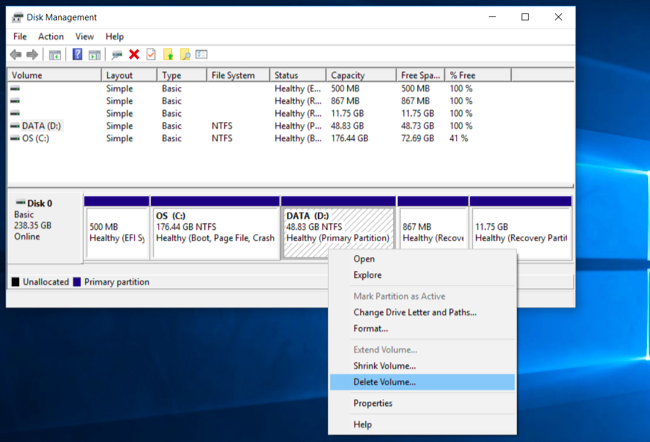 Disk Management
File Action View Help
Volume Layout Type File System Status Capacity Free Spa... % Free
Simple Basic Healthy (E... 500 MB 500 MB 100 %
Simple Basic Healthy (R... 867 MB 867 MB 100 %
Simple Basic Healthy (R... 11.75 GB 11.75 GB 100 %
DATA (D:) Simple Basic NTFS Healthy (P... 48.83 GB 48.73 GB 100 %
OS (C:) Simple Basic NTFS Healthy (B... 176.44 GB 72.69 GB 41 %
Disk 0
Basic
238.35 GB
Online
500 MB
Healthy (EFI Sy
OS (C:)
176.44 GB NTFS
Healthy (Boot, Page File, Crash
DATA (D:)
48.83 GB NTFS
Healthy (Primary Partition)
867 MB
Healthy (Recove
11.75 GB
Healthy (Recovery Partit
Unallocated Primary partition
Open
Explore
Mark Partition as Active
Change Drive Letter and Paths...
Format...
Extend Volume...
Shrink Volume...
Delete Volume...
Properties
Help